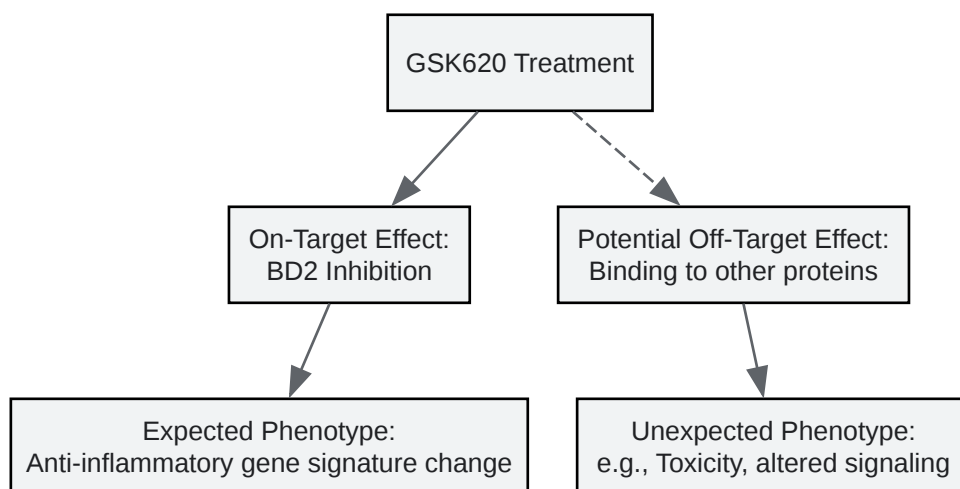 GSK620 Treatment
On-Target Effect:
BD2 Inhibition
Potential Off-Target Effect:
Binding to other proteins
Expected Phenotype:
Anti-inflammatory gene signature change
Unexpected Phenotype:
e.g., Toxicity, altered signaling